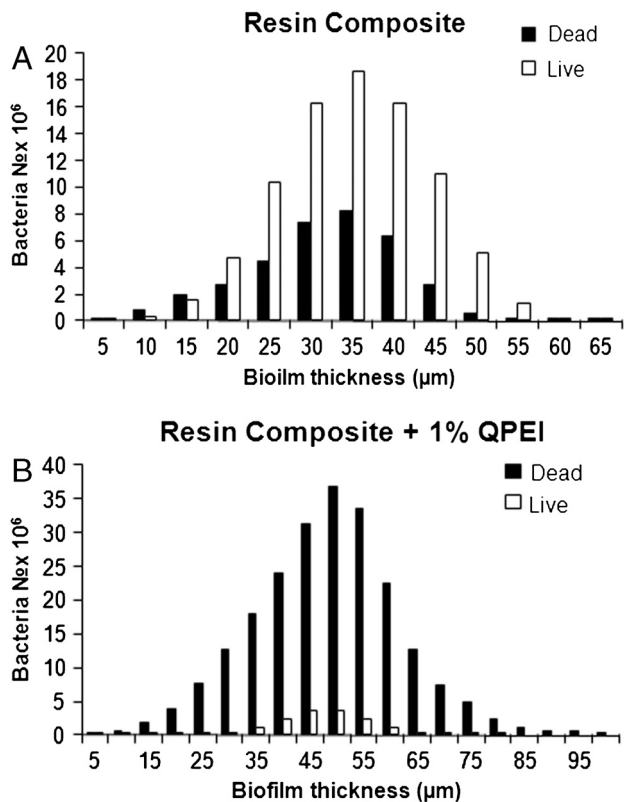 Resin Composite
A
Dead
Live
20
18
16
14
12
10
8
6
4
2
0
Bacteria №x 10⁶
5 10 15 20 25 30 35 40 45 50 55 60 65
Bioilm thickness (µm)
Resin Composite + 1% QPEI
B
Dead
Live
40
35
30
25
20
15
10
5
0
Bacteria №x 10⁶
5 15 25 35 45 55 65 75 85 95
Biofilm thickness (µm)